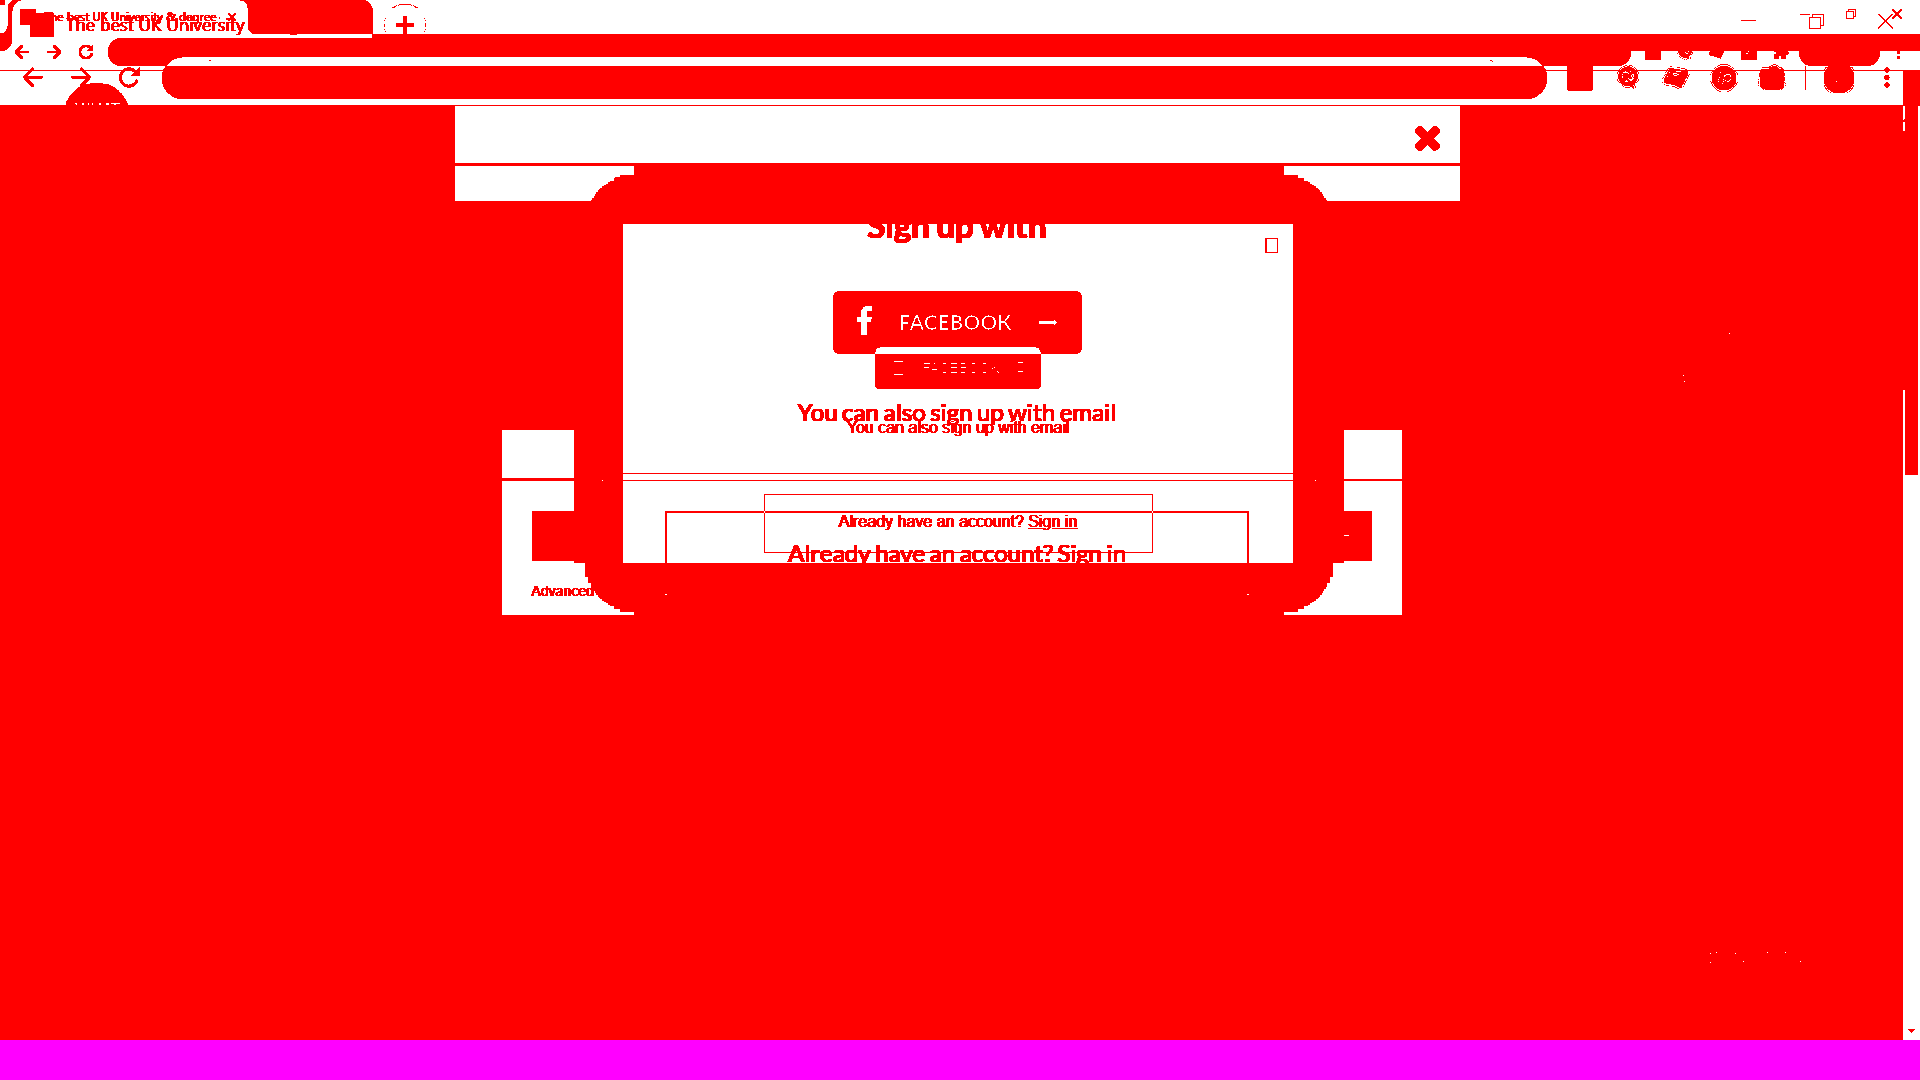 The best UK University & degree
The best UK University
Sign up with
FACEBOOK
FACEBOOK
You can also sign up with email
You can also sign up with email
Already have an account? Sign in
Already have an account? Sign in
Advanced